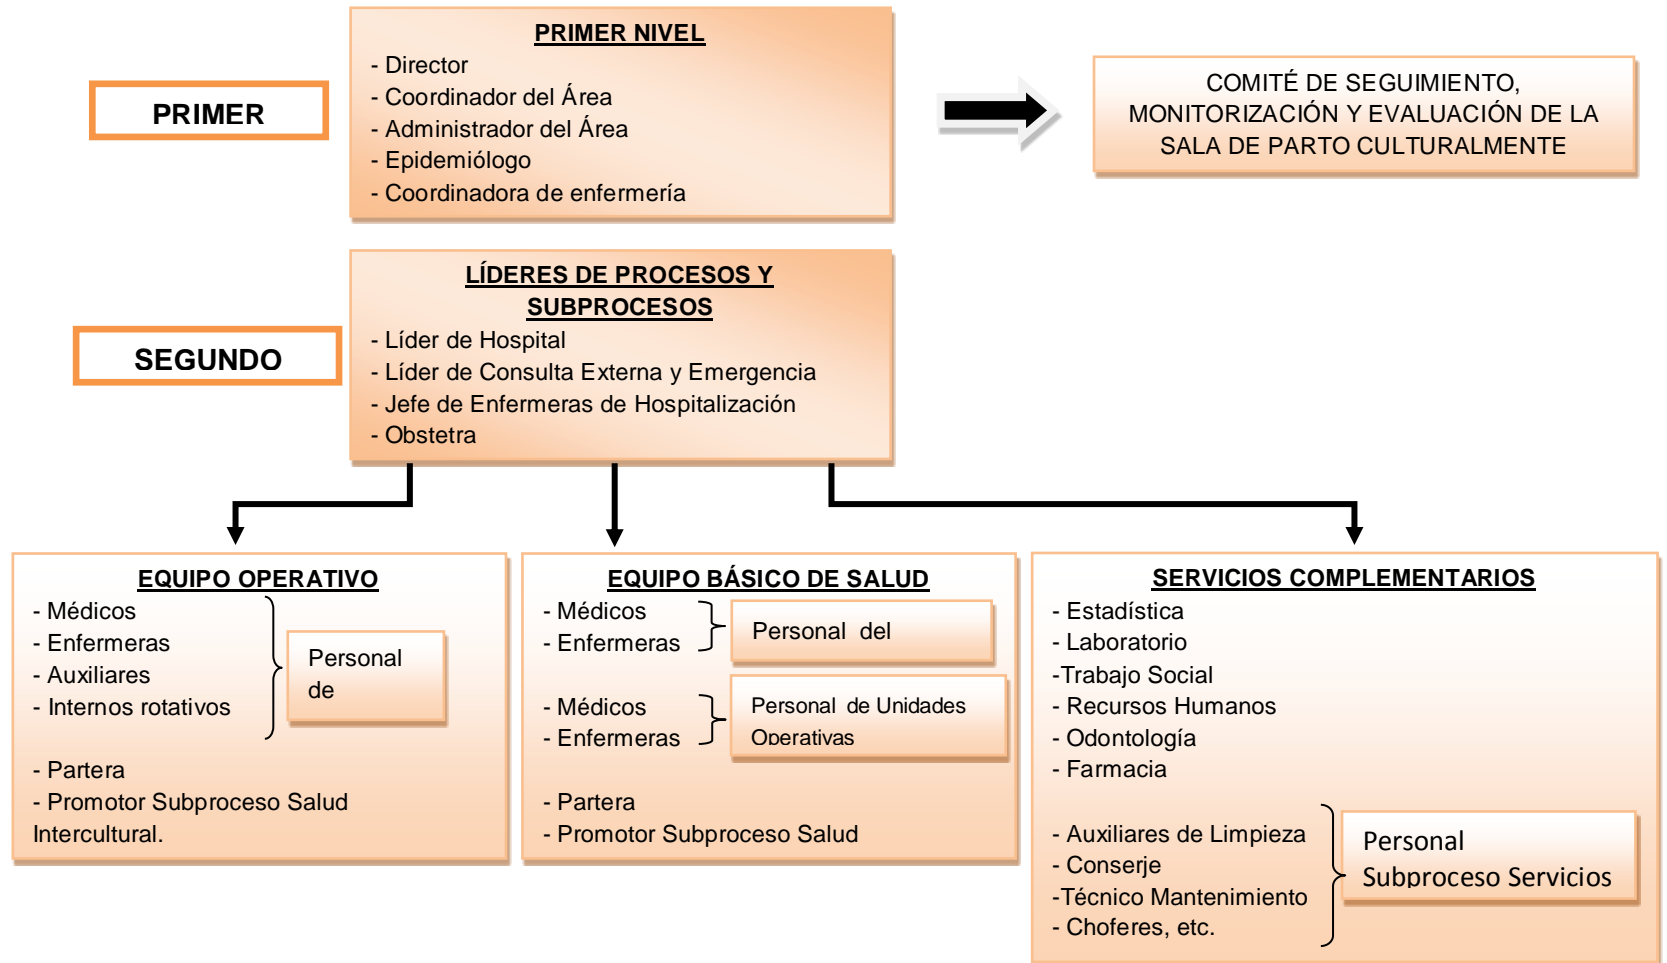 PRIMER
PRIMER NIVEL
- Director
- Coordinador del Área
- Administrador del Área
- Epidemiólogo
- Coordinadora de enfermería
COMITÉ DE SEGUIMIENTO,
MONITORIZACIÓN Y EVALUACIÓN DE LA
SALA DE PARTO CULTURALMENTE
SEGUNDO
LÍDERES DE PROCESOS Y
SUBPROCESOS
- Líder de Hospital
- Líder de Consulta Externa y Emergencia
- Jefe de Enfermeras de Hospitalización
- Obstetra
EQUIPO OPERATIVO
- Médicos
- Enfermeras
- Auxiliares
- Internos rotativos
Personal
de
- Partera
- Promotor Subproceso Salud
Intercultural.
EQUIPO BÁSICO DE SALUD
- Médicos
- Enfermeras
Personal del
- Médicos
- Enfermeras
Personal de Unidades
Operativas
- Partera
- Promotor Subproceso Salud
SERVICIOS COMPLEMENTARIOS
- Estadística
- Laboratorio
-Trabajo Social
- Recursos Humanos
- Odontología
- Farmacia
- Auxiliares de Limpieza
- Conserje
-Técnico Mantenimiento
- Choferes, etc.
Personal
Subproceso Servicios